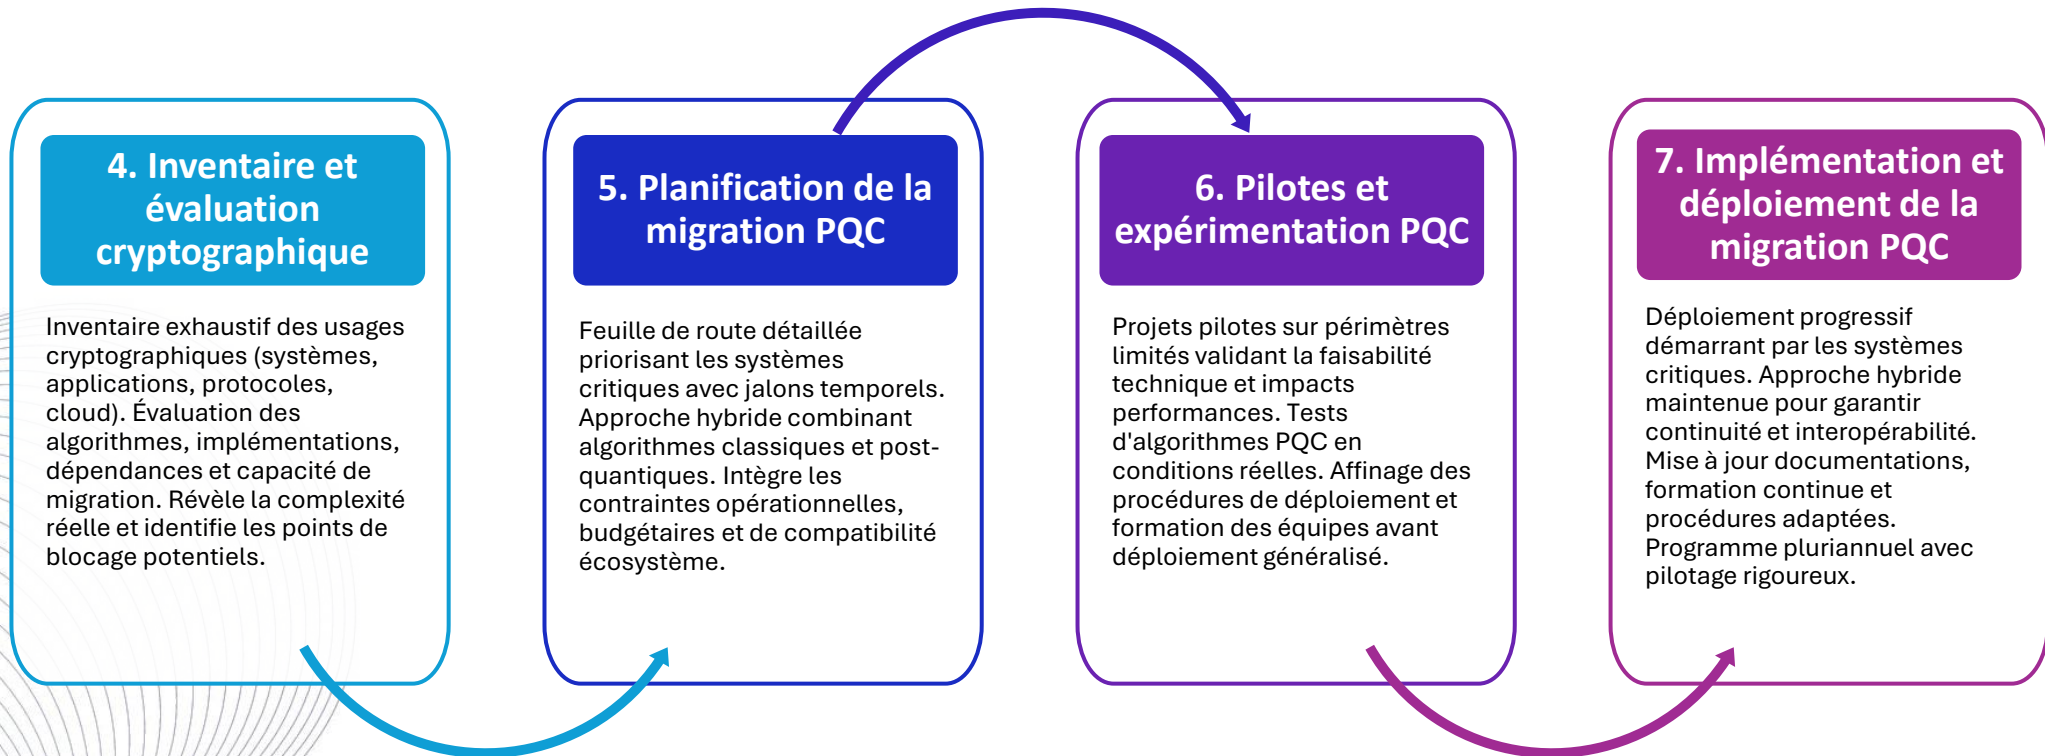 4. Inventaire et
évaluation
cryptographique
Inventaire exhaustif des usages
cryptographiques (systèmes,
applications, protocoles,
cloud). Évaluation des
algorithmes, implémentations,
dépendances et capacité de
migration. Révèle la complexité
réelle et identifie les points de
blocage potentiels.
5. Planification de la
migration PQC
Feuille de route détaillée
priorisant les systèmes
critiques avec jalons temporels.
Approche hybride combinant
algorithmes classiques et post-
quantiques. Intègre les
contraintes opérationnelles,
budgétaires et de compatibilité
écosystème.
6. Pilotes et
expérimentation PQC
Projets pilotes sur périmètres
limités validant la faisabilité
technique et impacts
performances. Tests
d'algorithmes PQC en
conditions réelles. Affinage des
procédures de déploiement et
formation des équipes avant
déploiement généralisé.
7. Implémentation et
déploiement de la
migration PQC
Déploiement progressif
démarrant par les systèmes
critiques. Approche hybride
maintenue pour garantir
continuité et interopérabilité.
Mise à jour documentations,
formation continue et
procédures adaptées.
Programme pluriannuel avec
pilotage rigoureux.